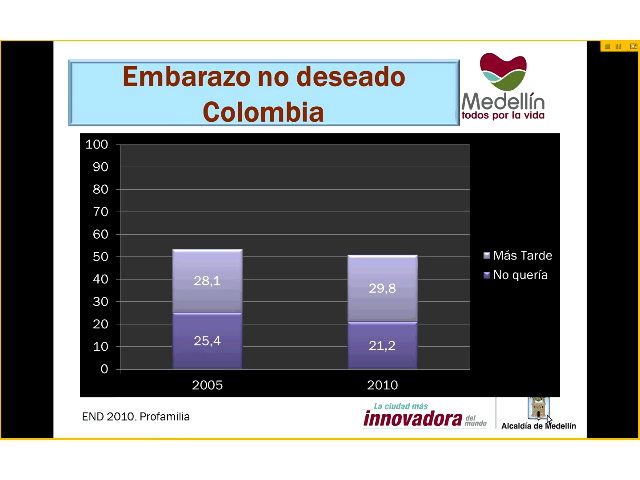 Embarazo no deseado
Colombia
Medellín
todos por la vida
100
90
80
70
60
50
40
30
20
10
0
28,1
25,4
29,8
21,2
2005
2010
Más Tarde
No quería
END 2010. Profamilia
La ciudad más
innovadora del mundo
Alcaldía de Medellín